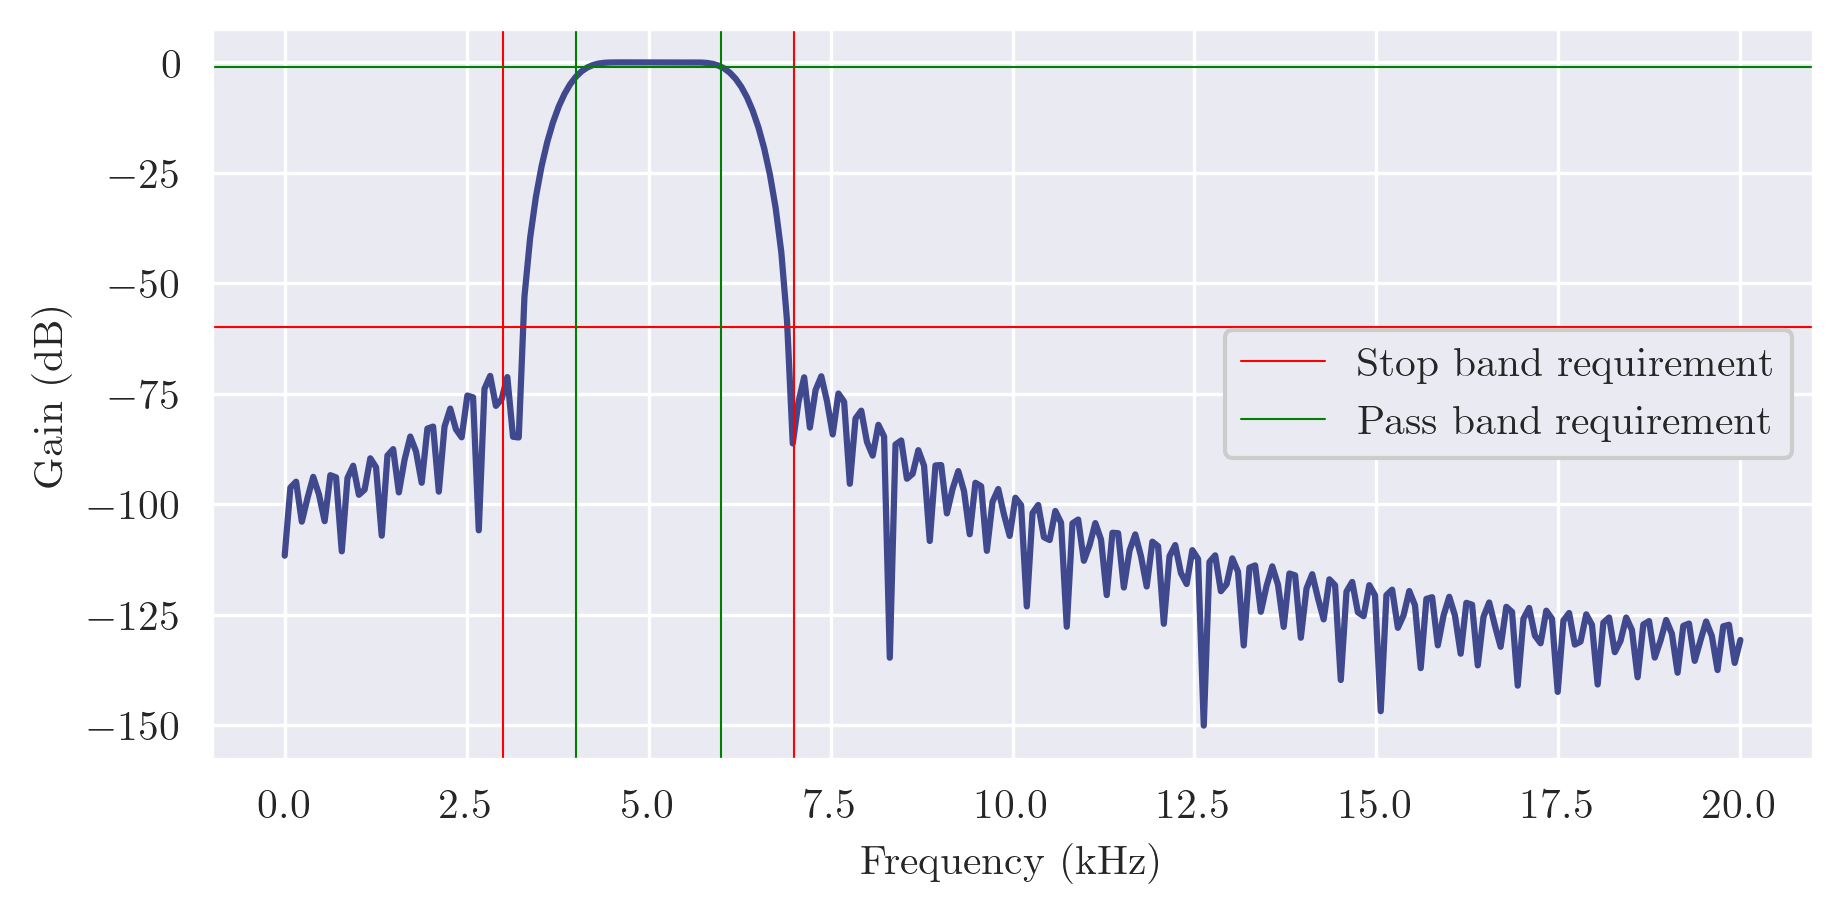 0
−25
−50
−75
−100
−125
−150
Gain (dB)
Stop band requirement
Pass band requirement
0.0 2.5 5.0 7.5 10.0 12.5 15.0 17.5 20.0
Frequency (kHz)